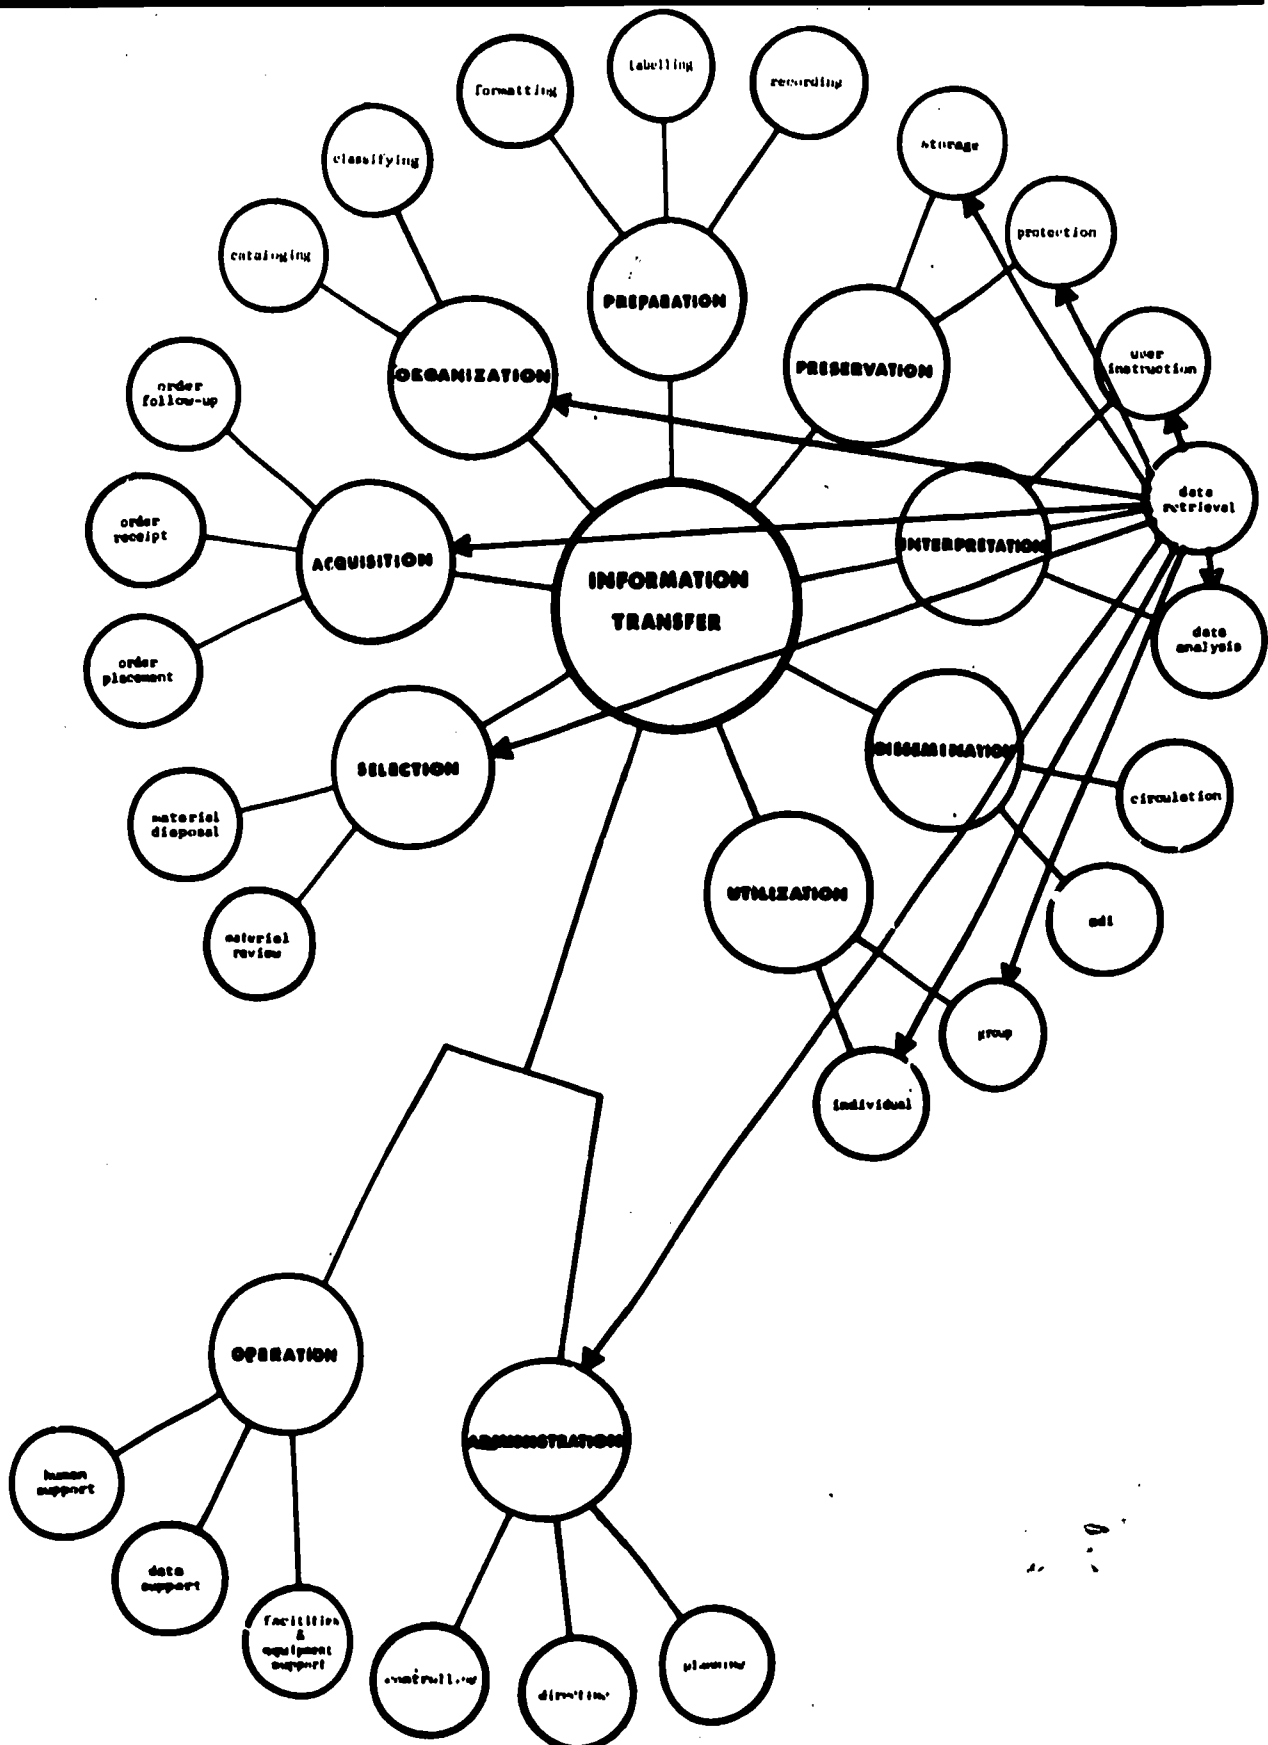 formatting
labelling
recording
classifying
storage
cataloging
protection
PREPARATION
ORGANIZATION
PRESERVATION
user
instruction
order
follow-up
data
retrieval
order
receipt
ACQUISITION
INTERPRETATION
INFORMATION
TRANSFER
data
analysis
order
placement
SELECTION
DISSEMINATION
circulation
material
disposal
UTILIZATION
sdi
material
review
group
individual
OPERATION
ADMINISTRATION
human
support
data
support
facilities
&
equipment
support
controlling
directing
planning